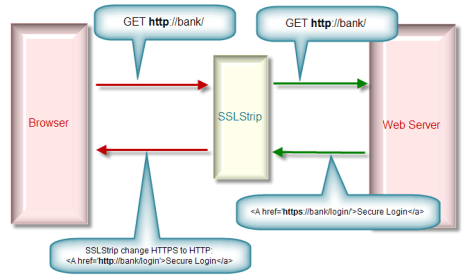 GET http://bank/
GET http://bank/
Browser
SSLStrip
Web Server
<A href='https://bank/login/'>Secure Login</a>
SSLStrip change HTTPS to HTTP:
<A href='http://bank/login'>Secure Login</a>